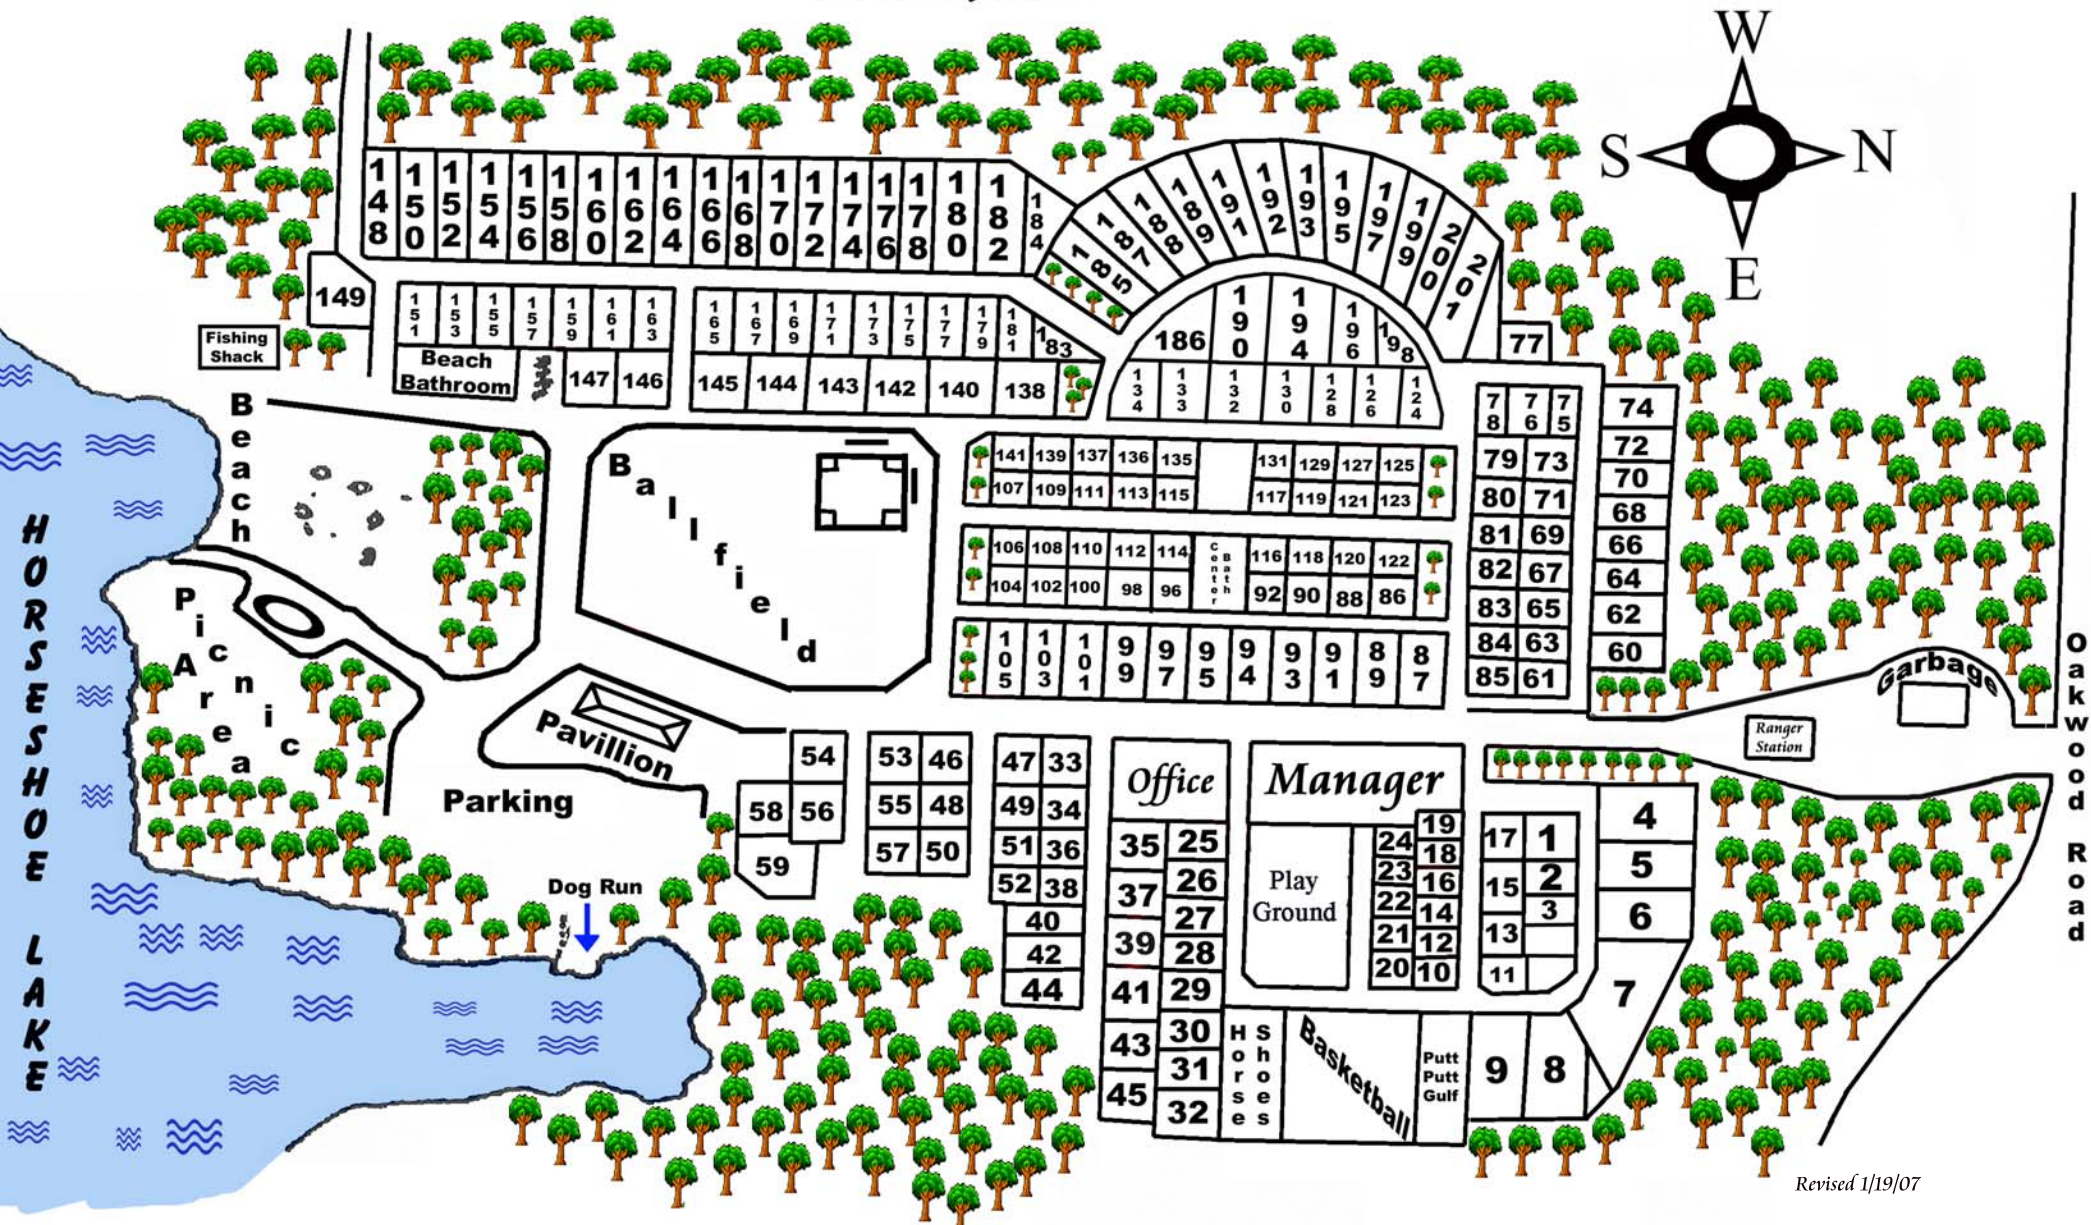 W
S N
E
148 150 152 154 156 158 160 162 164 166 168 170 172 174 176 178 180 182 184
185 187 188 189 191 192 193 195 197 199 200 201
149
151 153 155 157 159 161 163
165 167 169 171 173 175 177 179 181 183
186 190 194 196 198
77
Fishing
Shack
Beach
Bathroom
147 146
145 144 143 142 140 138
134 133 132 130 128 126 124
78 76 75
74
Beach
Ballfield
141 139 137 136 135
131 129 127 125
107 109 111 113 115
117 119 121 123
79 73
72
80 71
70
68
81 69
66
82 67
64
83 65
62
84 63
60
85 61
106 108 110 112 114
Center
Bath
116 118 120 122
104 102 100 98 96
92 90 88 86
105 103 101 99 97 95 94 93 91 89 87
HORSESHOE LAKE
Picnic
Area
Pavillion
Parking
Dog Run
Garbage
Ranger
Station
Oakwood Road
54
58 56
59
53 46
55 48
57 50
47 33
49 34
51 36
52 38
40
42
44
Office
35 25
37 26
27
39 28
41 29
43 30
31
45 32
Manager
Play
Ground
19
24 18
23 16
22 14
21 12
20 10
17 1
15 2
3
13
11
4
5
6
7
Horse
Shoes
Basketball
Putt
Putt
Gulf
9 8
Revised 1/19/07